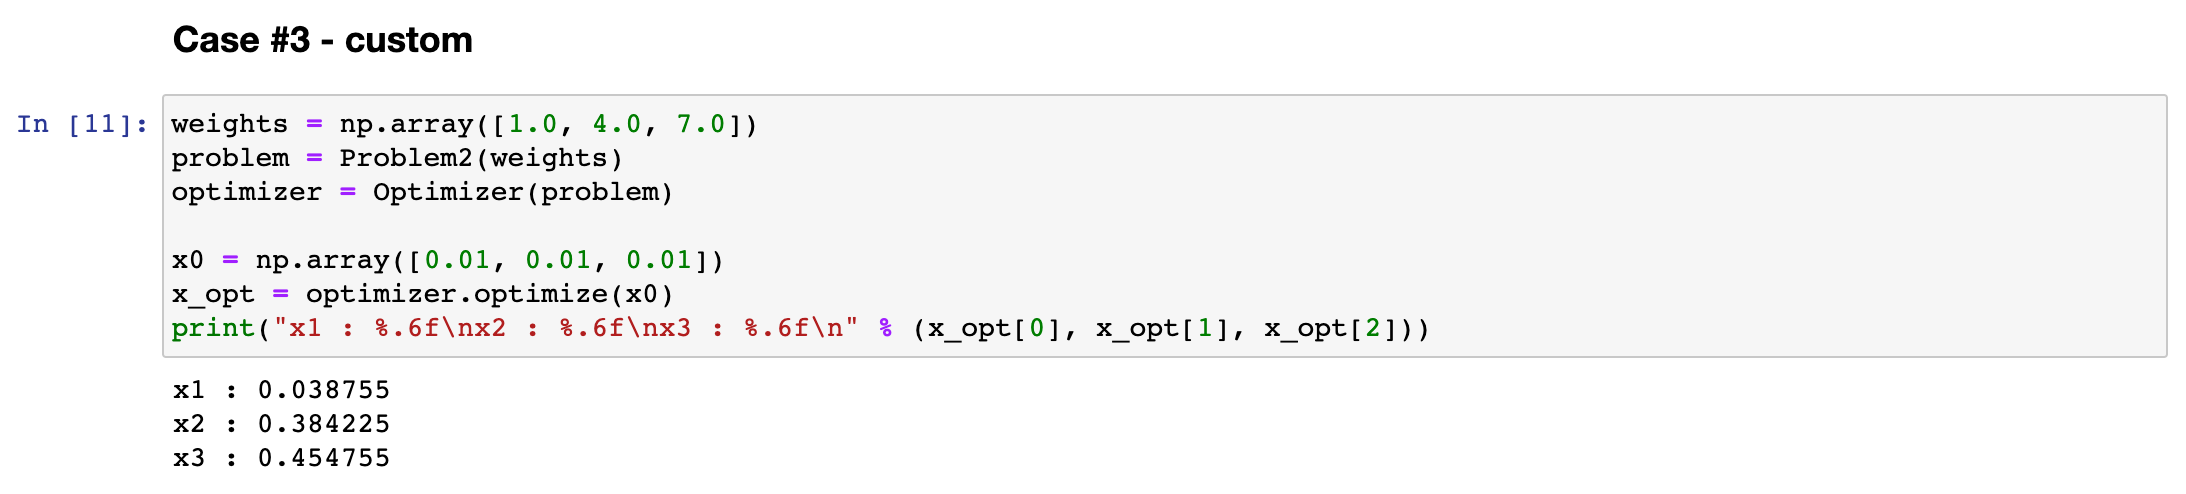 Case #3 - custom
In [11]:
weights = np.array([1.0, 4.0, 7.0])
problem = Problem2(weights)
optimizer = Optimizer(problem)
x0 = np.array([0.01, 0.01, 0.01])
x_opt = optimizer.optimize(x0)
print("x1 : %.6f\nx2 : %.6f\nx3 : %.6f\n" % (x_opt[0], x_opt[1], x_opt[2]))
x1 : 0.038755
x2 : 0.384225
x3 : 0.454755